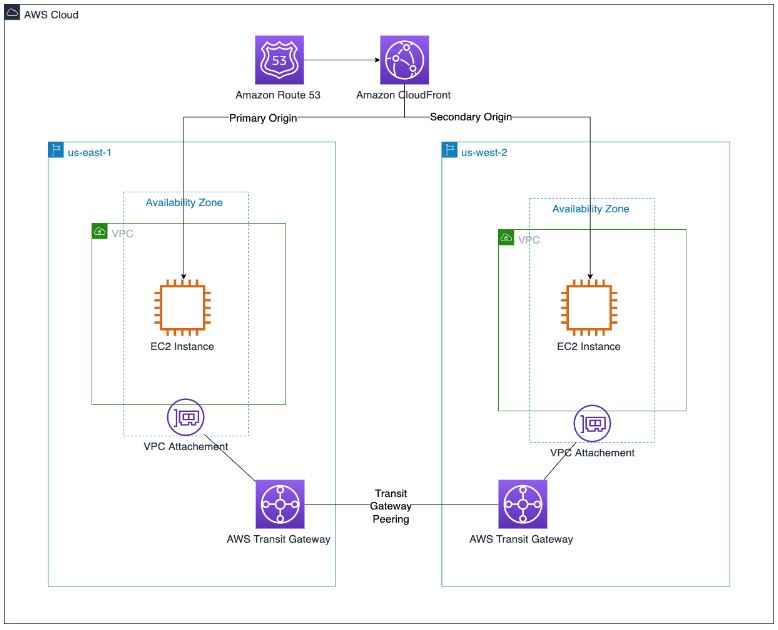 AWS Cloud
53
Amazon Route 53
Amazon CloudFront
Primary Origin
Secondary Origin
us-east-1
us-west-2
Availability Zone
Availability Zone
VPC
VPC
EC2 Instance
EC2 Instance
VPC Attachement
VPC Attachement
Transit
Gateway
Peering
AWS Transit Gateway
AWS Transit Gateway